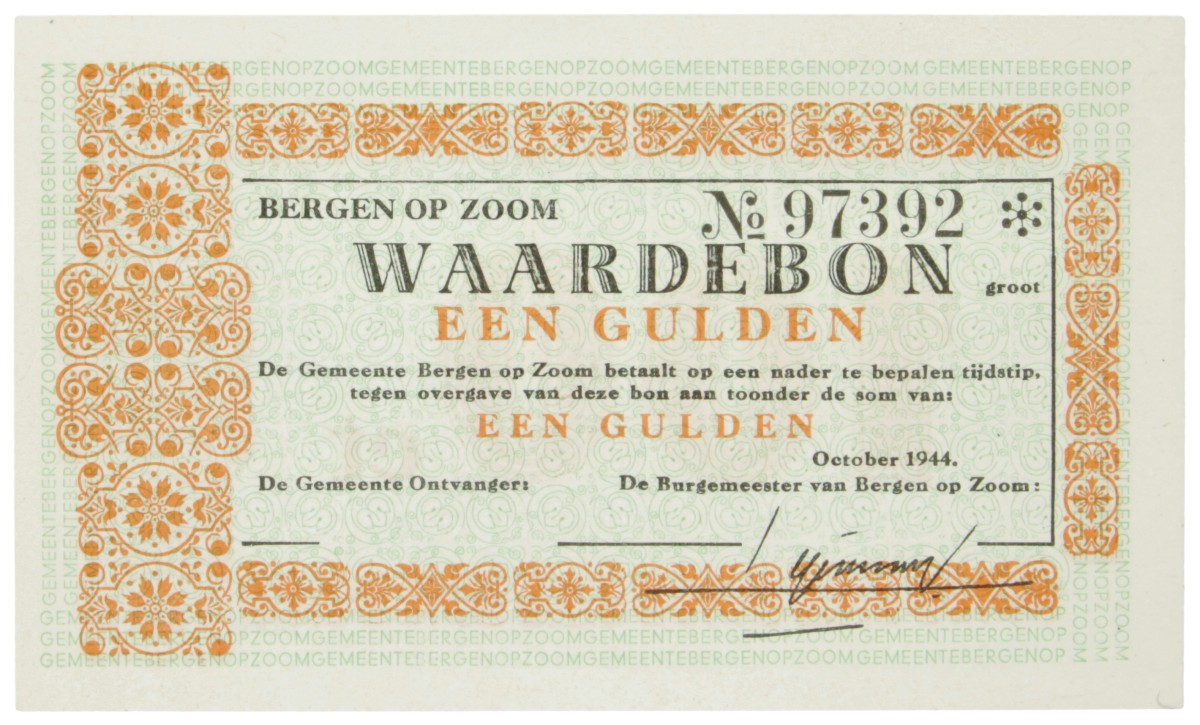 BERGEN OP ZOOM № 97392
WAARDEBON groot
EEN GULDEN
De Gemeente Bergen op Zoom betaalt op een nader te bepalen tijdstip,
tegen overgave van deze bon aan toonder de som van:
EEN GULDEN
October 1944.
De Gemeente Ontvanger: De Burgemeester van Bergen op Zoom:
GEMEENTEBERGENOPZOOMGEMEENTEBERGENOPZOOMGEMEENTEBERGENOP